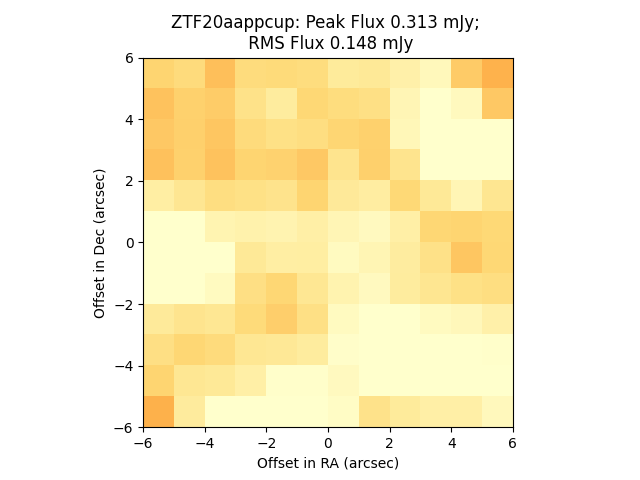 ZTF20aappcup: Peak Flux 0.313 mJy;
RMS Flux 0.148 mJy
6
4
2
0
−2
−4
−6
Offset in Dec (arcsec)
−6 −4 −2 0 2 4 6
Offset in RA (arcsec)